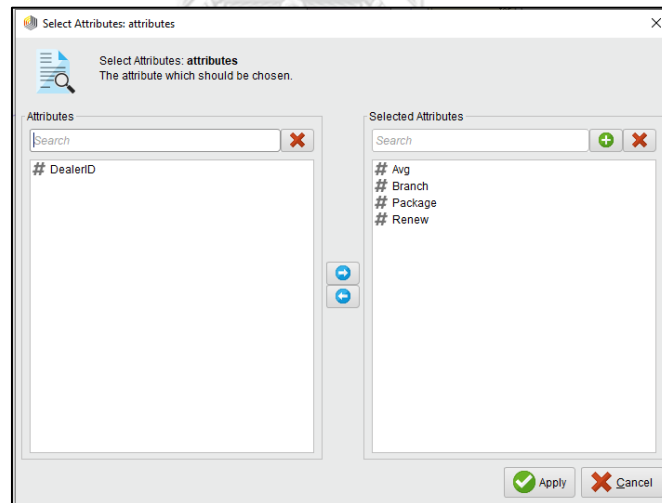 Select Attributes: attributes
Select Attributes: attributes
The attribute which should be chosen.
Attributes
Search
# DealerID
Selected Attributes
Search
# Avg
# Branch
# Package
# Renew
Apply
Cancel